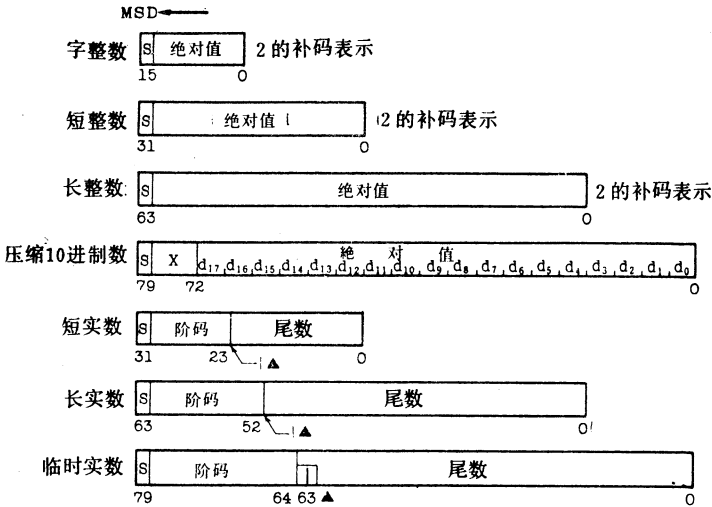 MSD
字整数 S 绝对值 2的补码表示
15 0
短整数 S 绝对值 2的补码表示
31 0
长整数 S 绝对值 2的补码表示
63 0
压缩10进制数 S X 绝对值
d17 d16 d15 d14 d13 d12 d11 d10 d9 d8 d7 d6 d5 d4 d3 d2 d1 d0
79 72 0
短实数 S 阶码 尾数
31 23 1▲ 0
长实数 S 阶码 尾数
63 52 1▲ 0
临时实数 S 阶码 1 尾数
79 64 63 ▲ 0